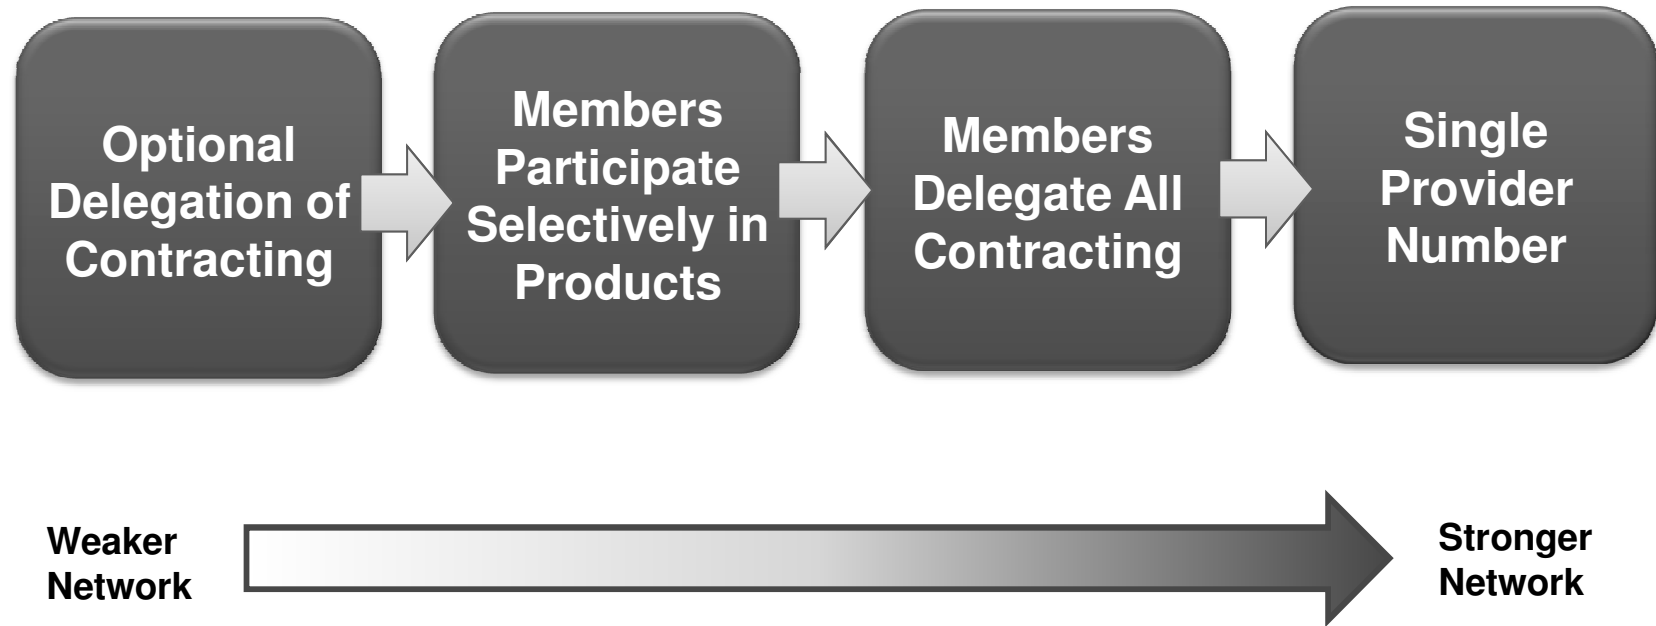 Optional
Delegation of
Contracting
Members
Participate
Selectively in
Products
Members
Delegate All
Contracting
Single
Provider
Number
Weaker
Network
Stronger
Network